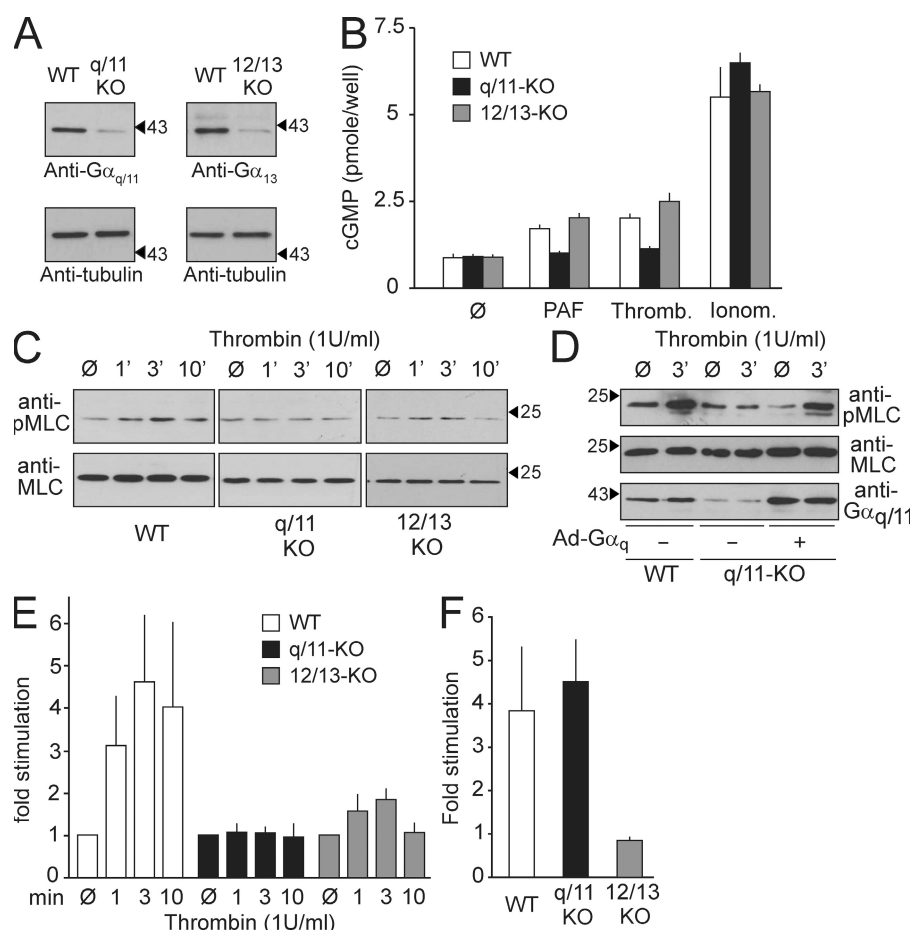 A
WT q/11 KO
WT 12/13 KO
43
43
Anti-Gαq/11
Anti-Gα13
43
43
Anti-tubulin
Anti-tubulin
B
7.5
5
2.5
0
cGMP (pmole/well)
WT
q/11-KO
12/13-KO
Ø PAF Thromb. Ionom.
C
Thrombin (1U/ml)
Ø 1’ 3’ 10’ Ø 1’ 3’ 10’ Ø 1’ 3’ 10’
anti-
pMLC
25
anti-
MLC
25
WT
q/11
KO
12/13
KO
D
Thrombin (1U/ml)
Ø 3’ Ø 3’ Ø 3’
25
anti-
pMLC
25
anti-
MLC
43
anti-
Gαq/11
Ad-Gαq – – +
WT q/11-KO
E
6
5
4
3
2
1
0
fold stimulation
WT
q/11-KO
12/13-KO
min Ø 1 3 10 Ø 1 3 10 Ø 1 3 10
Thrombin (1U/ml)
F
6
5
4
3
2
1
0
Fold stimulation
WT
q/11
KO
12/13
KO